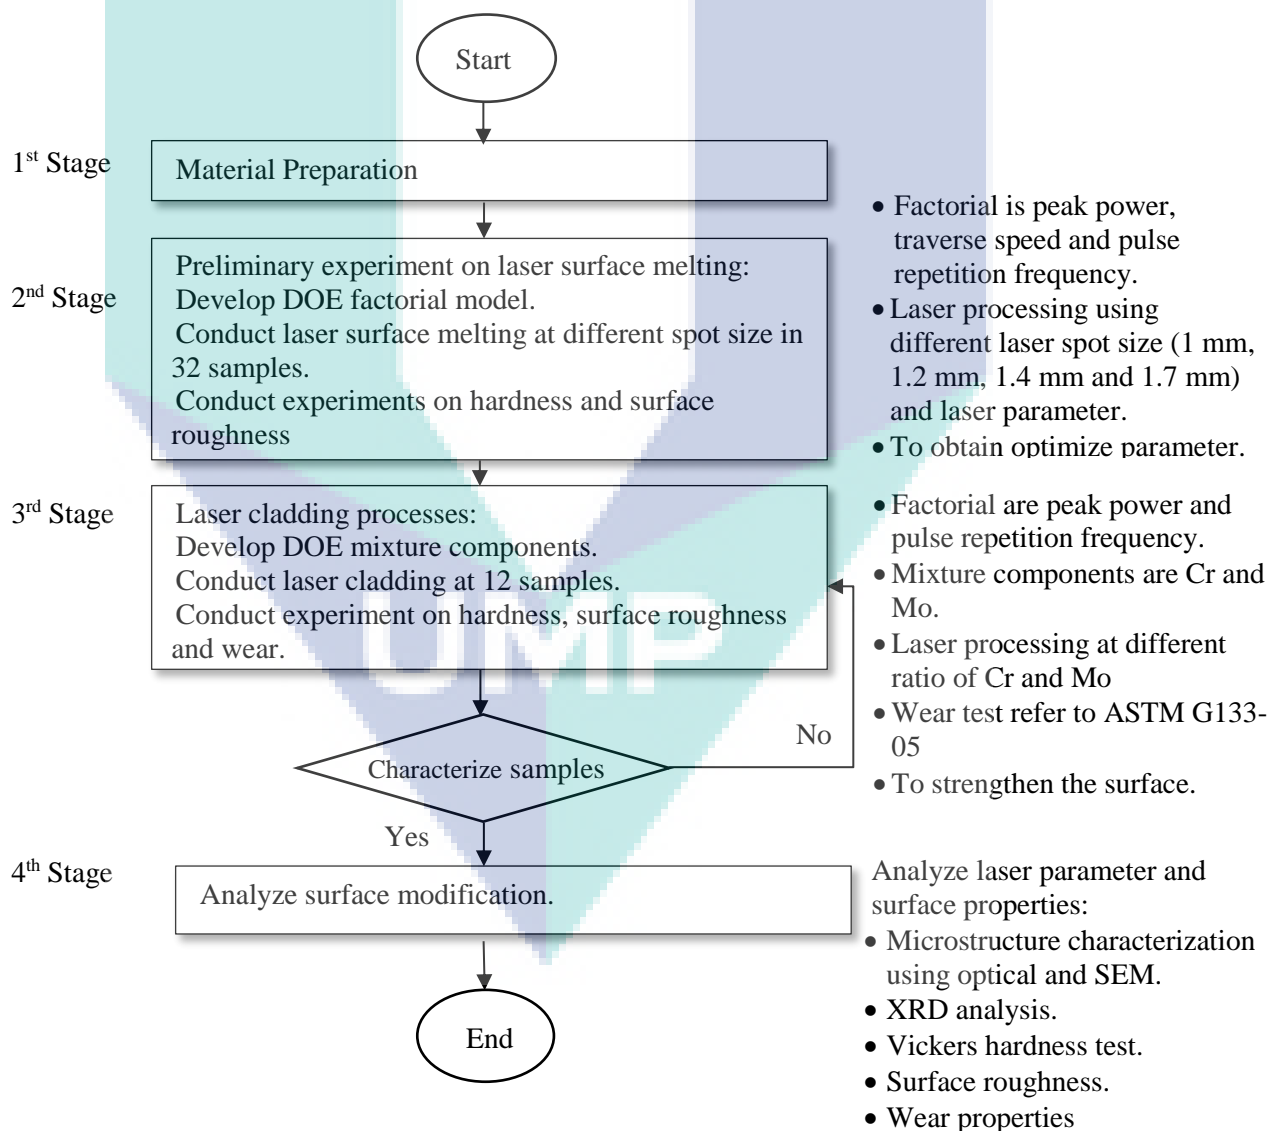 Start
1st Stage
Material Preparation
2nd Stage
Preliminary experiment on laser surface melting:
Develop DOE factorial model.
Conduct laser surface melting at different spot size in
32 samples.
Conduct experiments on hardness and surface
roughness
• Factorial is peak power,
traverse speed and pulse
repetition frequency.
• Laser processing using
different laser spot size (1 mm,
1.2 mm, 1.4 mm and 1.7 mm)
and laser parameter.
• To obtain optimize parameter.
3rd Stage
Laser cladding processes:
Develop DOE mixture components.
Conduct laser cladding at 12 samples.
Conduct experiment on hardness, surface roughness
and wear.
• Factorial are peak power and
pulse repetition frequency.
• Mixture components are Cr and
Mo.
• Laser processing at different
ratio of Cr and Mo
• Wear test refer to ASTM G133-
05
• To strengthen the surface.
UMP
No
Characterize samples
Yes
4th Stage
Analyze surface modification.
Analyze laser parameter and
surface properties:
• Microstructure characterization
using optical and SEM.
• XRD analysis.
• Vickers hardness test.
• Surface roughness.
• Wear properties
End